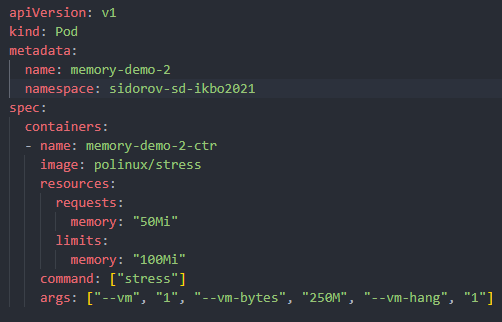 apiVersion: v1
kind: Pod
metadata:
  name: memory-demo-2
  namespace: sidorov-sd-ikbo2021
spec:
  containers:
  - name: memory-demo-2-ctr
    image: polinux/stress
    resources:
      requests:
        memory: "50Mi"
      limits:
        memory: "100Mi"
    command: ["stress"]
    args: ["--vm", "1", "--vm-bytes", "250M", "--vm-hang", "1"]